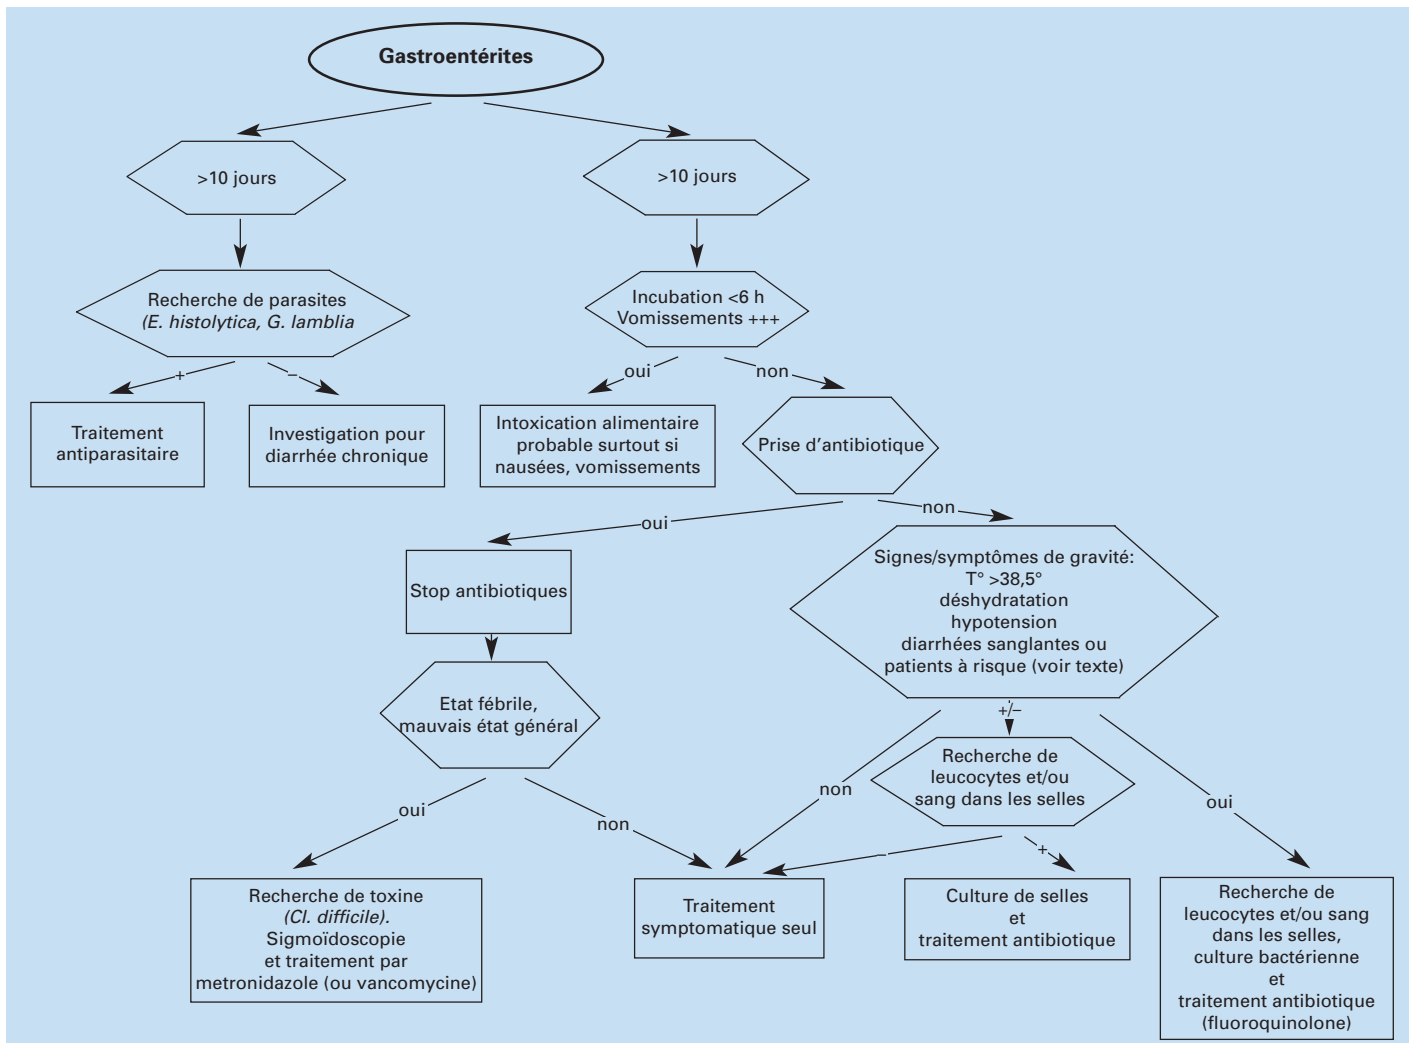 Gastroentérites
>10 jours
>10 jours
Recherche de parasites
(E. histolytica, G. lamblia
Incubation <6 h
Vomissements +++
+
–
oui
non
Traitement
antiparasitaire
Investigation pour
diarrhée chronique
Intoxication alimentaire
probable surtout si
nausées, vomissements
Prise d'antibiotique
oui
non
Stop antibiotiques
Signes/symptômes de gravité:
T° >38,5°
déshydratation
hypotension
diarrhées sanglantes ou
patients à risque (voir texte)
Etat fébrile,
mauvais état général
+/–
Recherche de
leucocytes et/ou
sang dans les selles
non
oui
oui
non
–
+
Recherche de toxine
(Cl. difficile).
Sigmoïdoscopie
et traitement par
metronidazole (ou vancomycine)
Traitement
symptomatique seul
Culture de selles
et
traitement antibiotique
Recherche de
leucocytes et/ou sang
dans les selles,
culture bactérienne
et
traitement antibiotique
(fluoroquinolone)